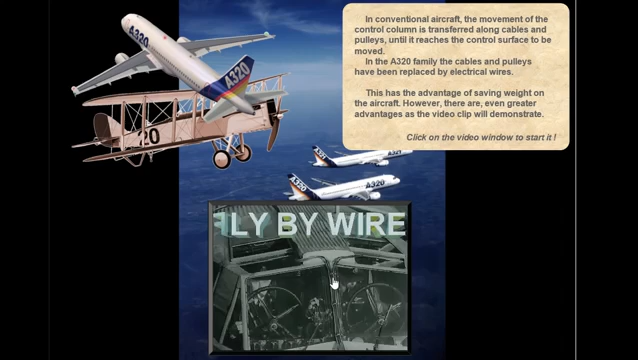 In conventional aircraft, the movement of the
control column is transferred along cables and
pulleys, until it reaches the control surface to be
moved.
In the A320 family the cables and pulleys
have been replaced by electrical wires.
This has the advantage of saving weight on
the aircraft. However, there are, even greater
advantages as the video clip will demonstrate.
Click on the video window to start it !
A320
A320
20
A320
A320
A320
FLY BY WIRE